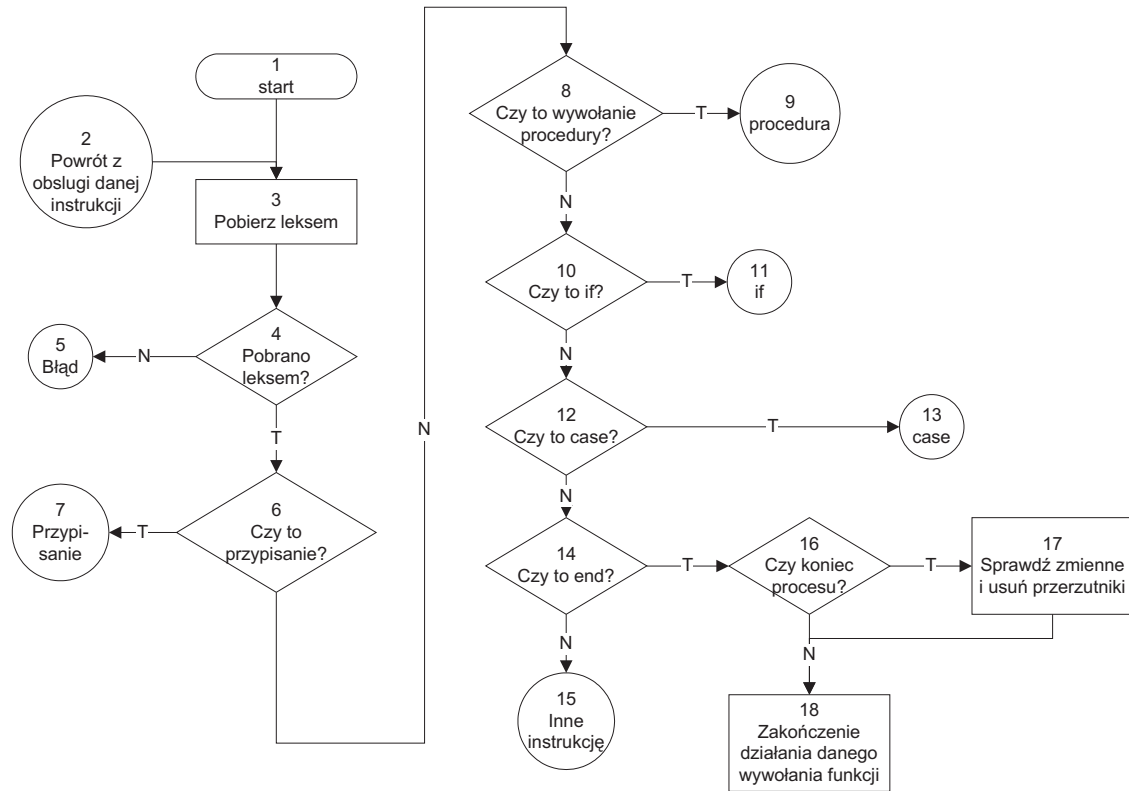 1
start
2
Powrót z
obslugi danej
instrukcji
3
Pobierz leksem
4
Pobrano
leksem?
N
5
Błąd
T
6
Czy to
przypisanie?
T
7
Przypi-
sanie
N
8
Czy to wywołanie
procedury?
T
9
procedura
N
10
Czy to if?
T
11
if
N
12
Czy to case?
T
13
case
N
14
Czy to end?
T
16
Czy koniec
procesu?
T
17
Sprawdź zmienne
i usuń przerzutniki
N
15
Inne
instrukcję
N
18
Zakończenie
działania danego
wywołania funkcji